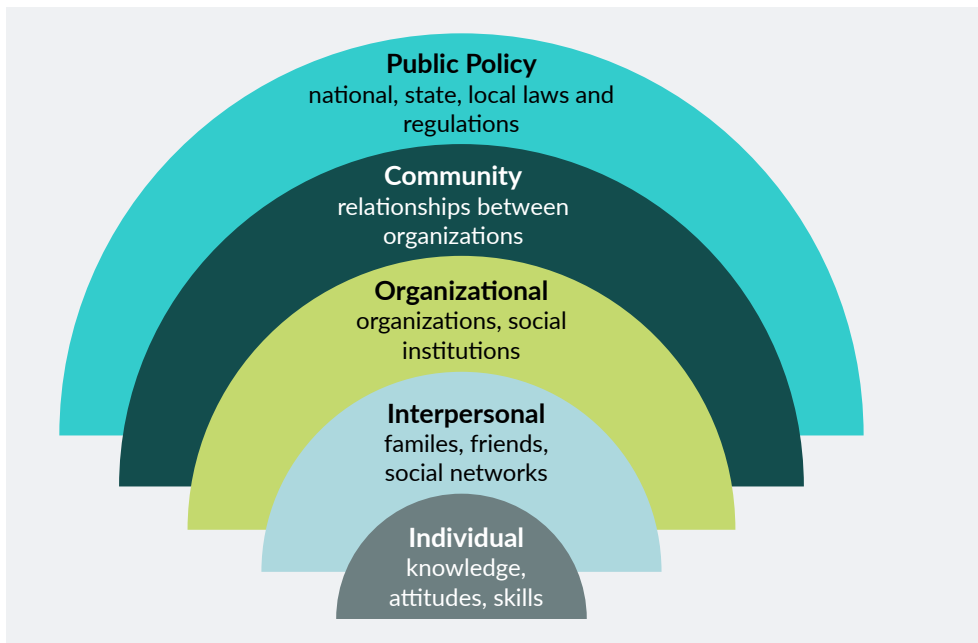 Public Policy
national, state, local laws and
regulations
Community
relationships between
organizations
Organizational
organizations, social
institutions
Interpersonal
familes, friends,
social networks
Individual
knowledge,
attitudes, skills